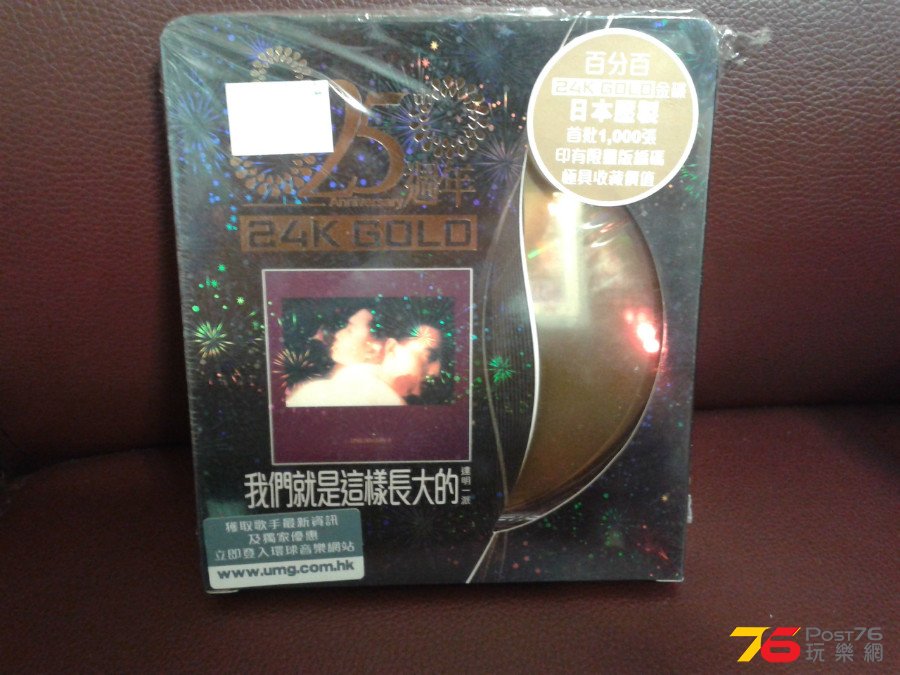 百分百
24K GOLD金碟
日本壓製
首批1,000張
印有限量版編碼
極具收藏價值
25週年
Anniversary
24K GOLD
我們就是這樣長大的
達明一派
獲取歌手最新資訊
及獨家優惠
立即登入環球音樂網站
www.umg.com.hk
76 POST76
玩樂網